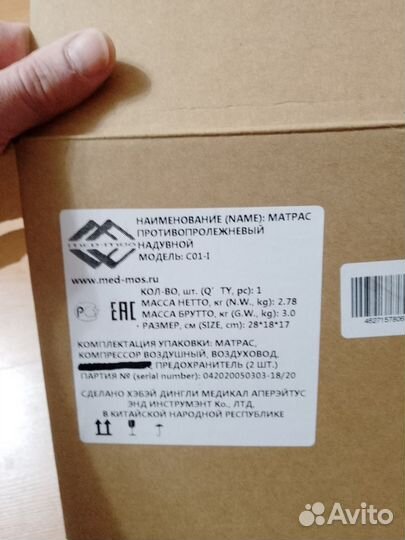 НАИМЕНОВАНИЕ (NAME): МАТРАС
ПРОТИВОПРОЛЕЖНЕВЫЙ
НАДУВНОЙ
МОДЕЛЬ: C01-I
www.med-mos.ru
КОЛ-ВО, шт. (Q`TY, pc): 1
МАССА НЕТТО, кг (N.W., kg): 2.78
МАССА БРУТТО, кг (G.W., kg): 3.0
РАЗМЕР, см (SIZE, cm): 28*18*17
EAC
КОМПЛЕКТАЦИЯ УПАКОВКИ: МАТРАС,
КОМПРЕССОР ВОЗДУШНЫЙ, ВОЗДУХОВОД,
, ПРЕДОХРАНИТЕЛЬ (2 ШТ.)
ПАРТИЯ № (serial number): 042020050303-18/20
СДЕЛАНО ХЭБЭЙ ДИНГЛИ МЕДИКАЛ АПЕРЭЙТУС
ЭНД ИНСТРУМЭНТ Ко., ЛТД,
В КИТАЙСКОЙ НАРОДНОЙ РЕСПУБЛИКЕ
4627157806
Avito